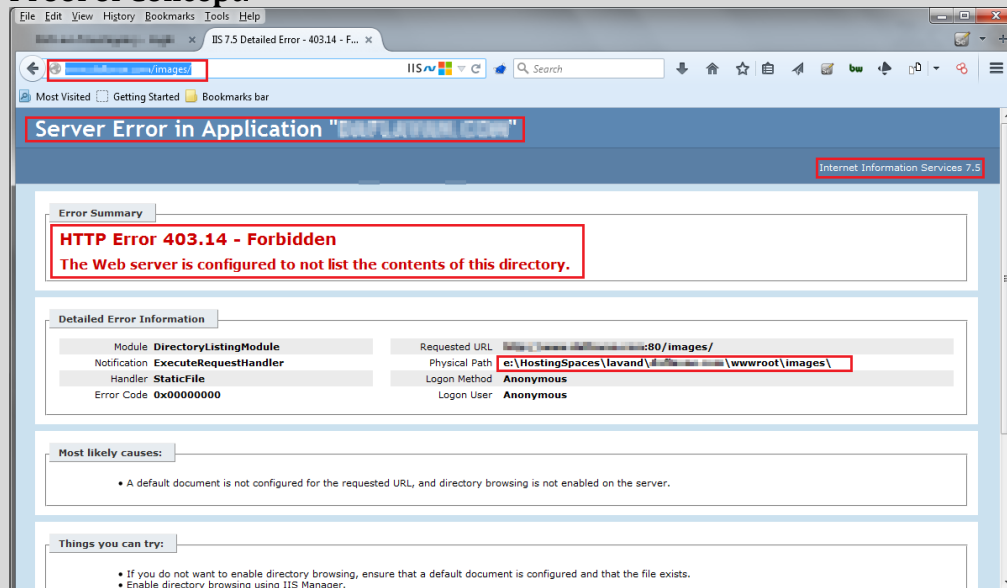 File Edit View History Bookmarks Tools Help
IIS 7.5 Detailed Error - 403.14 - F...
/images/
IIS
Search
bw
Most Visited Getting Started Bookmarks bar
Server Error in Application "
"
Internet Information Services 7.5
Error Summary
HTTP Error 403.14 - Forbidden
The Web server is configured to not list the contents of this directory.
Detailed Error Information
Module DirectoryListingModule
Notification ExecuteRequestHandler
Handler StaticFile
Error Code 0x00000000
Requested URL :80/images/
Physical Path e:\HostingSpaces\lavand\ \wwwroot\images\
Logon Method Anonymous
Logon User Anonymous
Most likely causes:
• A default document is not configured for the requested URL, and directory browsing is not enabled on the server.
Things you can try:
• If you do not want to enable directory browsing, ensure that a default document is configured and that the file exists.
• Enable directory browsing using IIS Manager.